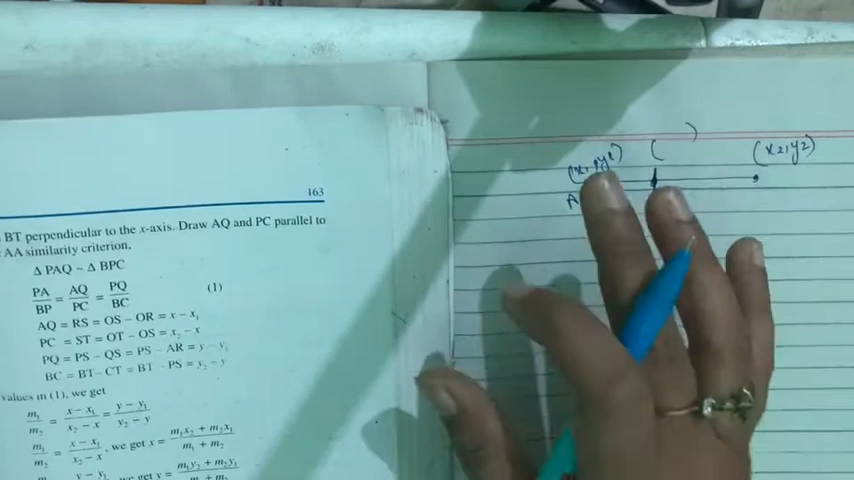 163
BT perpendicular to the x-axis. Draw AQ and PC parallel to
AA similarity criterion,
Δ PAQ ~ Δ BPC
PA/BP = AQ/PC = PQ/BC (1)
AQ = RS = OS – OR = x – x₁
PC = ST = OT – OS = x₂ – x
PQ = PS – QS = PS – AR = y – y₁
BC = BT – CT = BT – PS = y₂ – y
values in (1), we get
m₁/m₂ = x – x₁/x₂ – x = y – y₁/y₂ – y
m₁/m₂ = x – x₁/x₂ – x, we get x = m₁x₂ + m₂x₁/m₁ + m₂
y – y₁ we get y = m₁y₂ + m₂y₁
( )
(x2, y2)
A